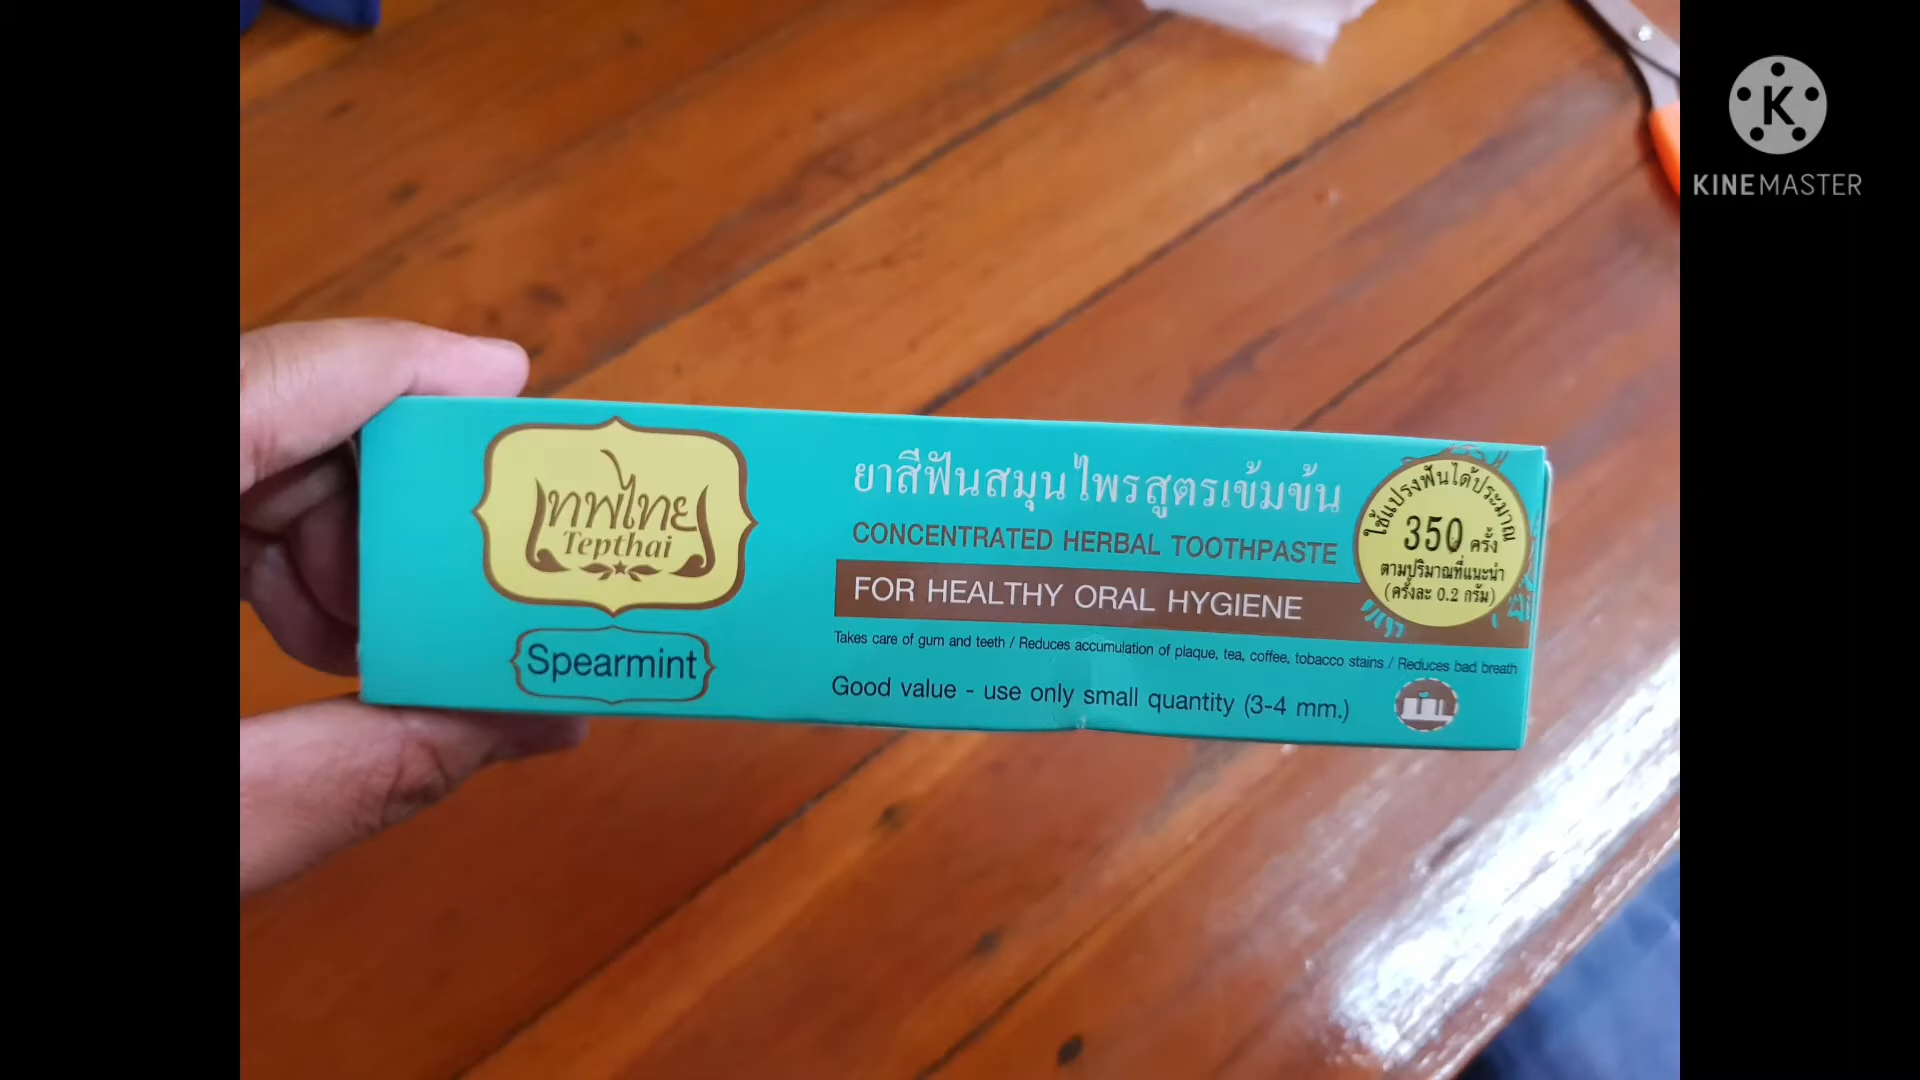 เทพไทย
Tepthai
Spearmint
ยาสีฟันสมุนไพรสูตรเข้มข้น
CONCENTRATED HERBAL TOOTHPASTE
FOR HEALTHY ORAL HYGIENE
Takes care of gum and teeth / Reduces accumulation of plaque, tea, coffee, tobacco stains / Reduces bad breath
Good value - use only small quantity (3-4 mm.)
ใช้แปรงฟันได้ประมาณ
350 ครั้ง
ตามปริมาณที่แนะนำ
(ครั้งละ 0.2 กรัม)
K
KINEMASTER